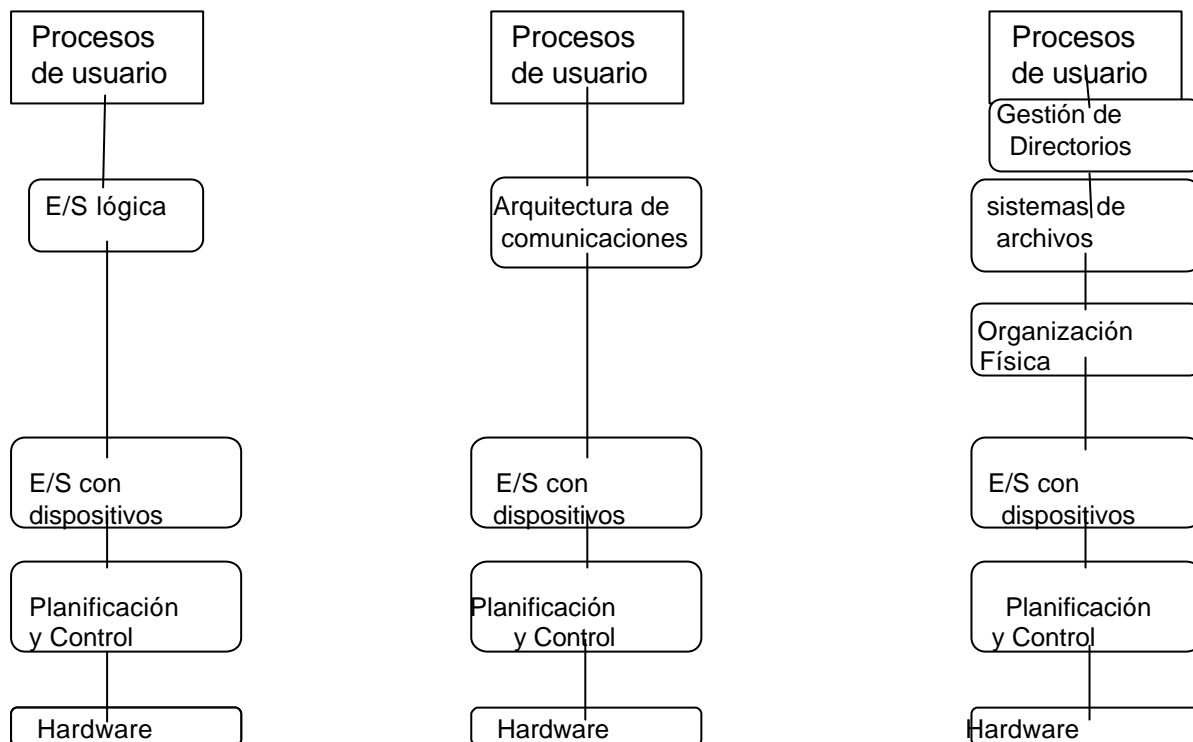 Procesos
de usuario
E/S lógica
E/S con
dispositivos
Planificación
y Control
Hardware
Procesos
de usuario
Arquitectura de
comunicaciones
E/S con
dispositivos
Planificación
y Control
Hardware
Procesos
de usuario
Gestión de
Directorios
sistemas de
archivos
Organización
Física
E/S con
dispositivos
Planificación
y Control
Hardware